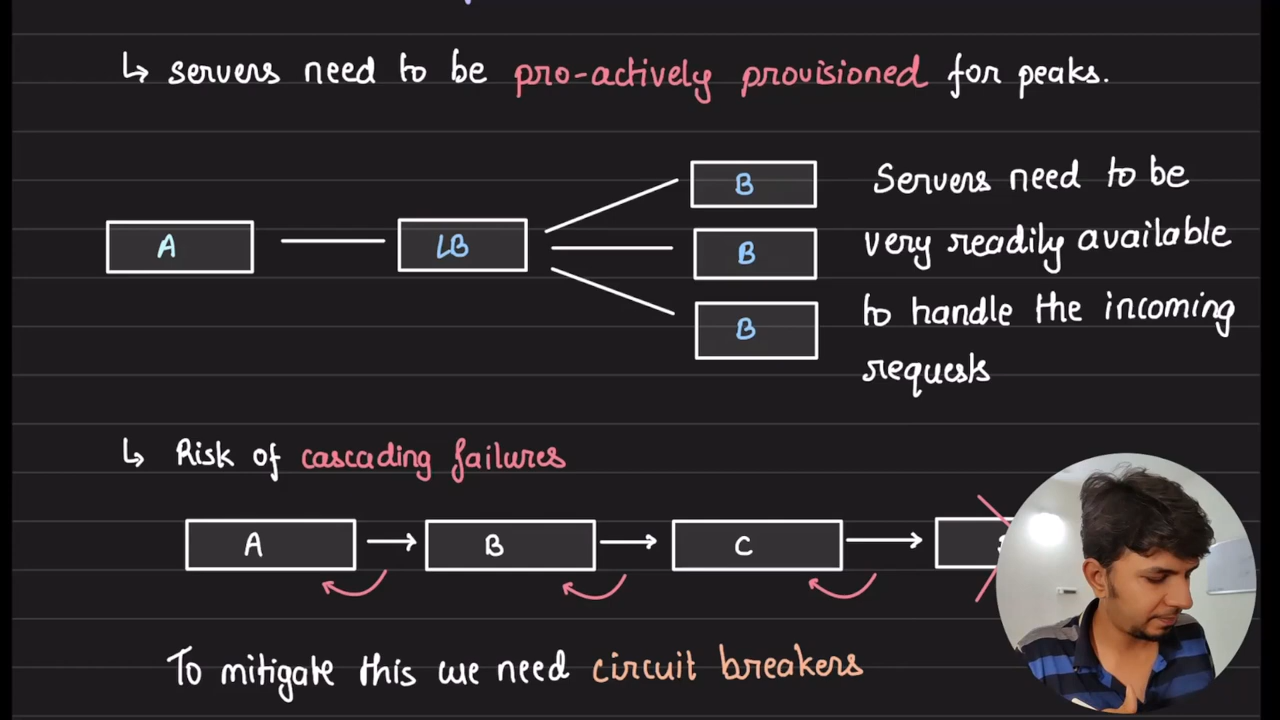 ↳ servers need to be pro-actively provisioned for peaks.
A
LB
B
B
B
Servers need to be
very readily available
to handle the incoming
requests
↳ Risk of cascading failures
A
B
C
To mitigate this we need circuit breakers